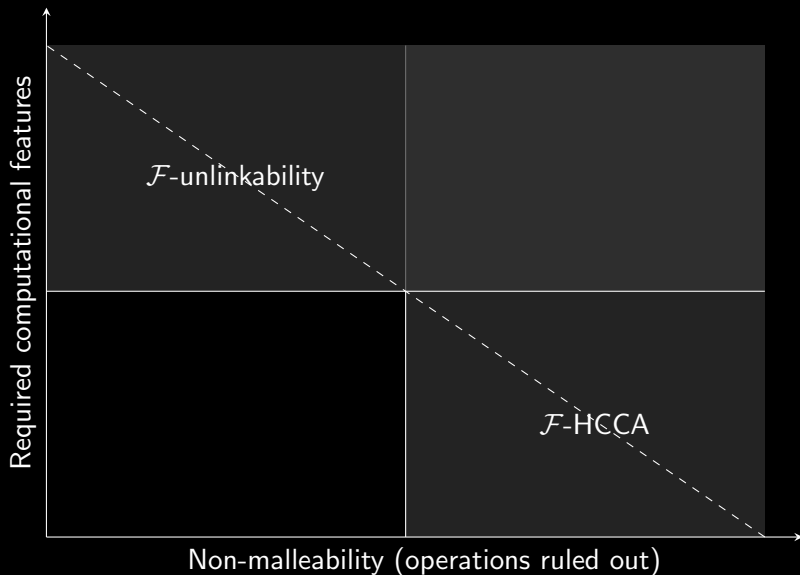 Required computational features
ℱ-unlinkability
ℱ-HCCA
Non-malleability (operations ruled out)